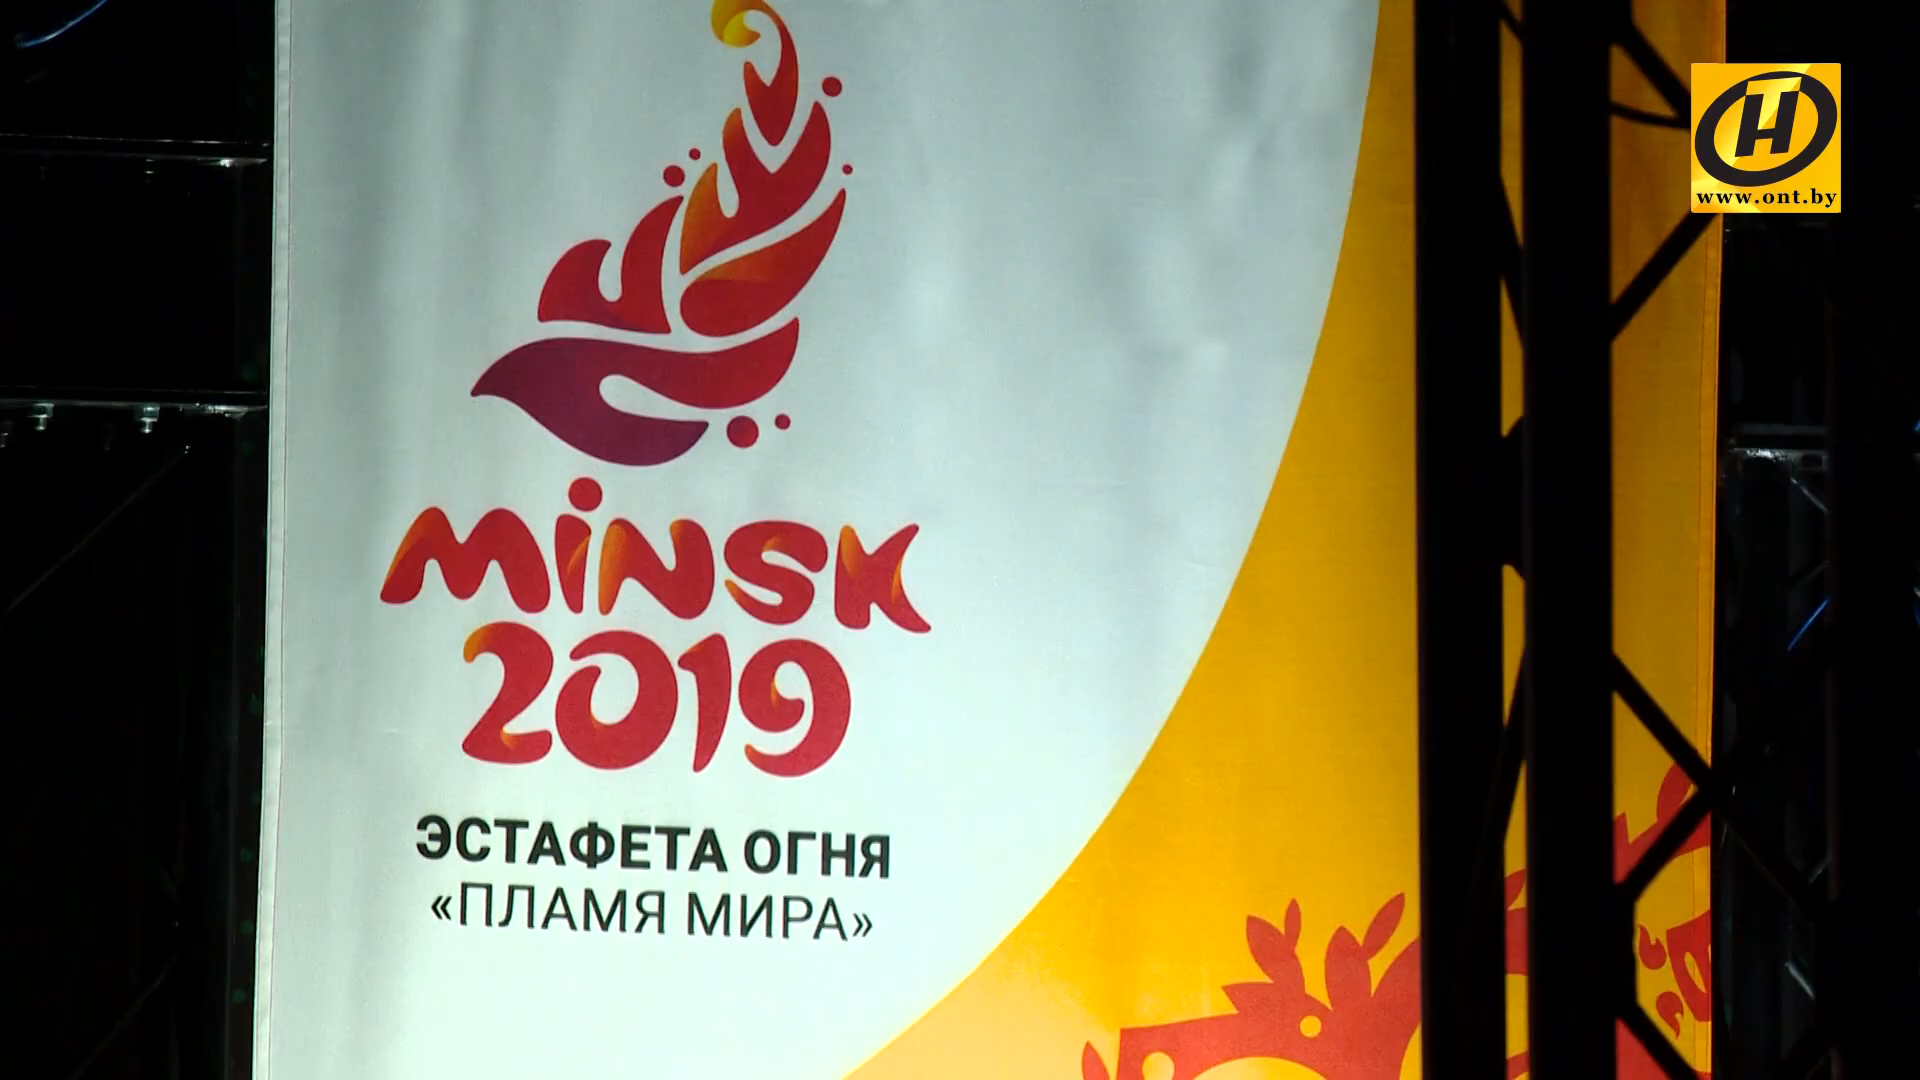 MINSK
2019
ЭСТАФЕТА ОГНЯ
«ПЛАМЯ МИРА»
Н
www.ont.by